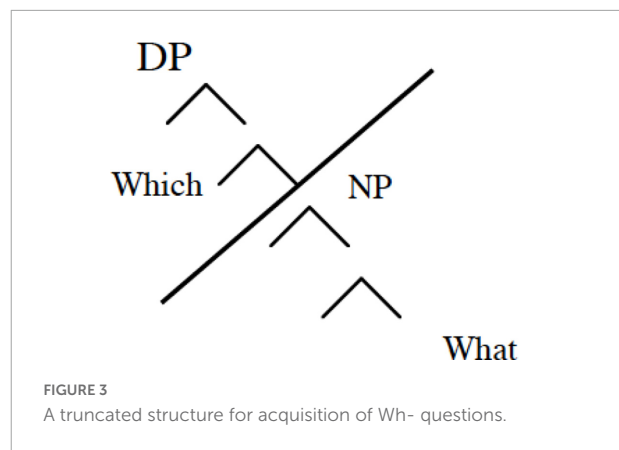 DP
Which
NP
What
FIGURE 3
A truncated structure for acquisition of Wh- questions.